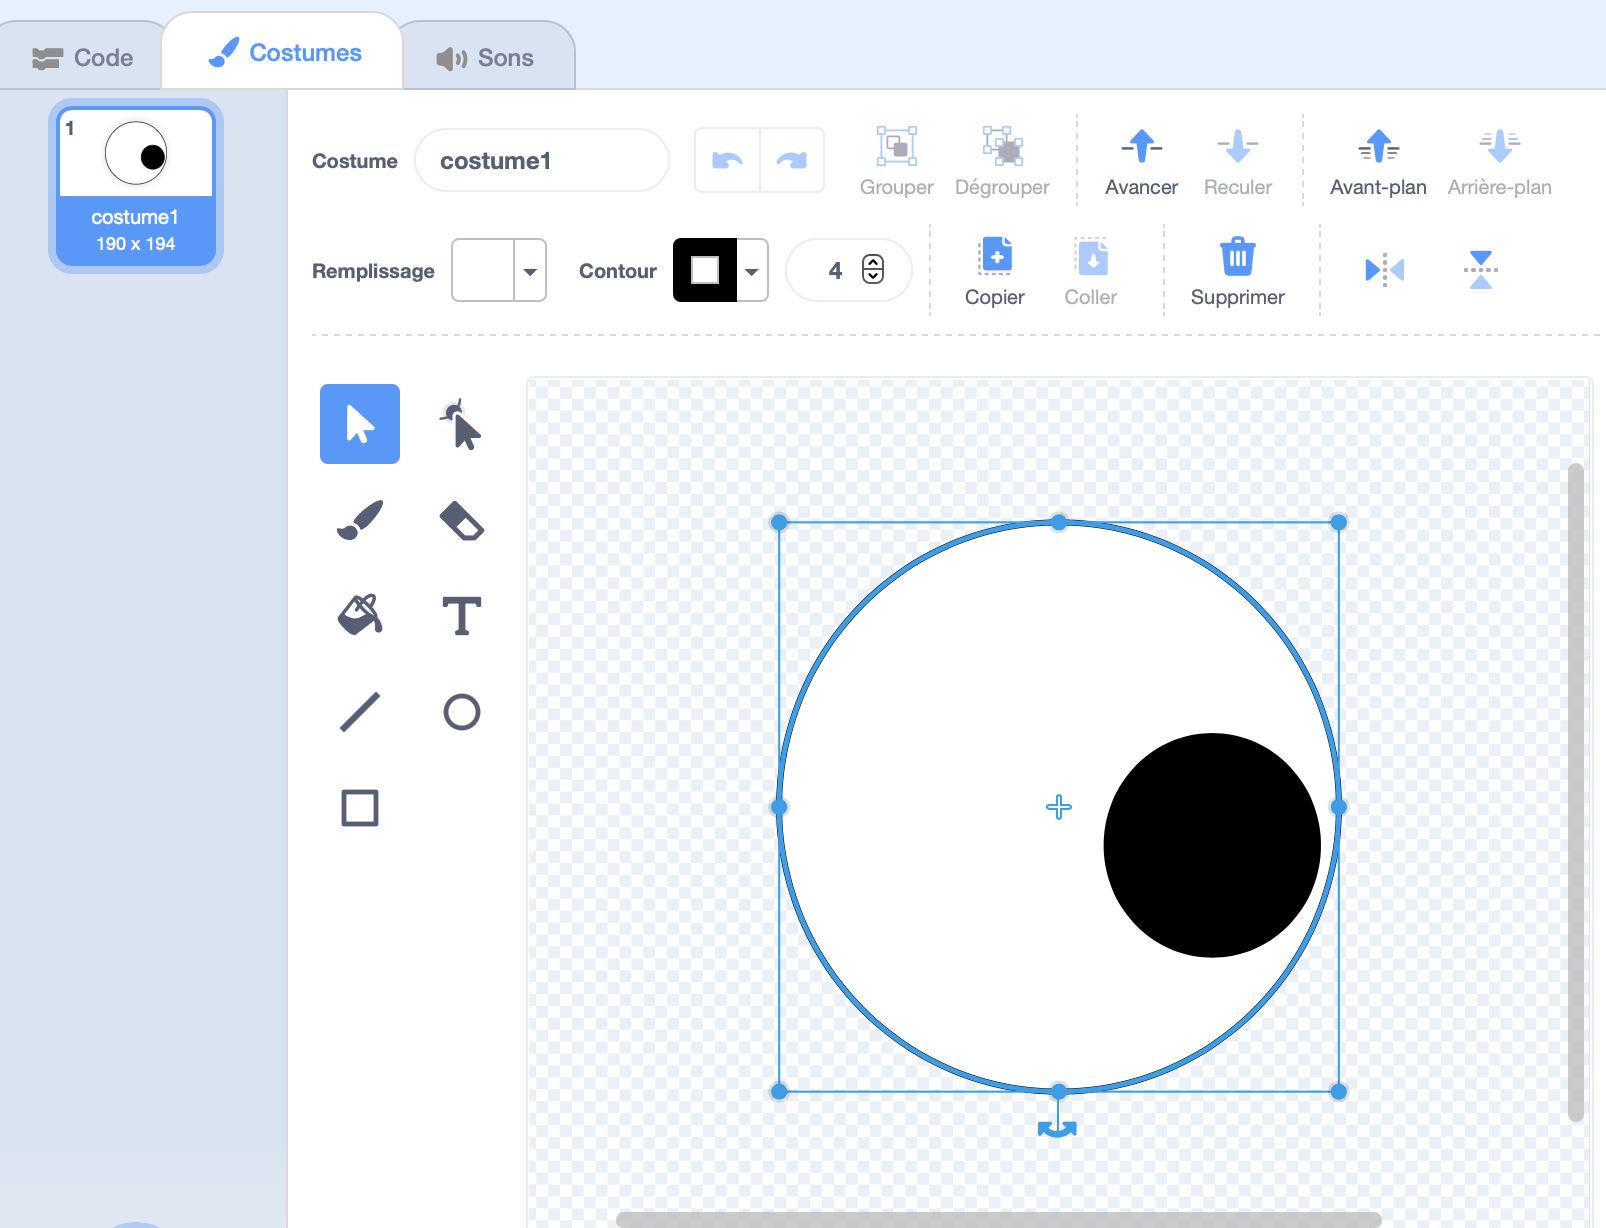 Code
Costumes
Sons
1
costume1
190 x 194
Costume
costume1
Grouper
Dégrouper
Avancer
Reculer
Avant-plan
Arrière-plan
Remplissage
Contour
4
Copier
Coller
Supprimer